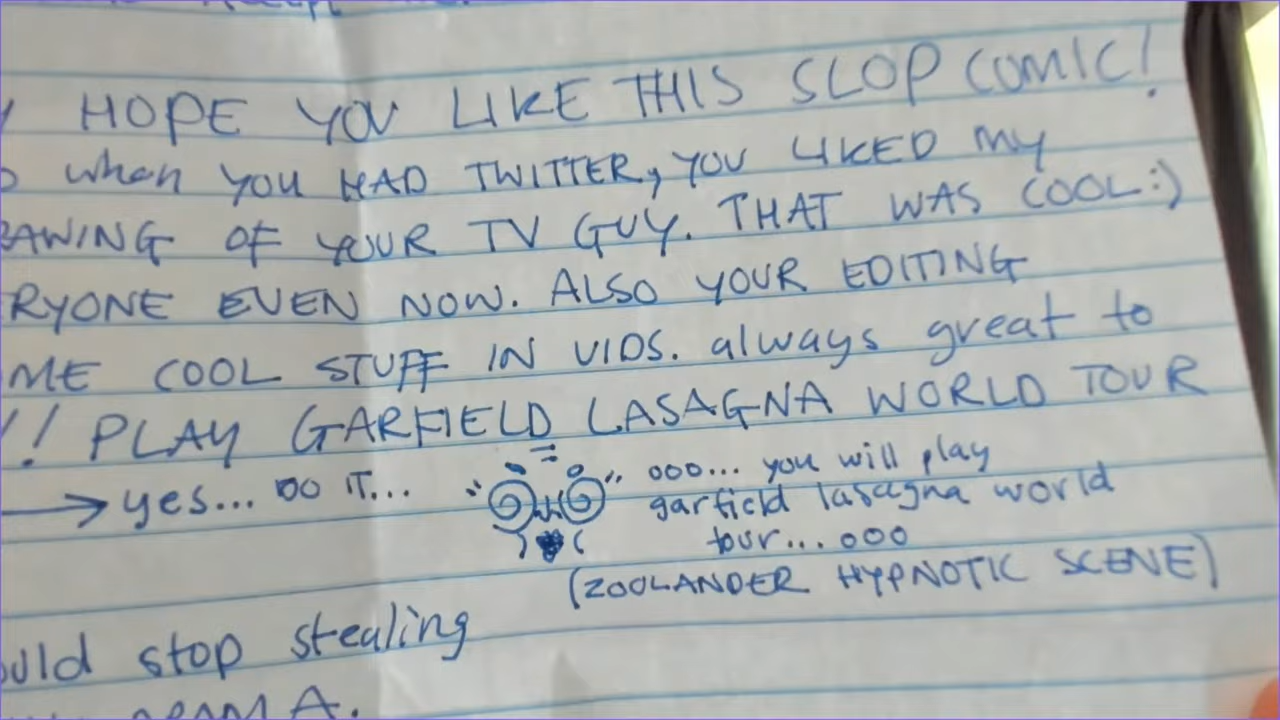 HOPE YOU LIKE THIS SLOP COMIC!
when YOU HAD TWITTER, YOU LIKED MY
AWING OF YOUR TV GUY. THAT WAS COOL:)
RYONE EVEN NOW. ALSO YOUR EDITING
ME COOL STUFF IN VIDS. always great to
!! PLAY GARFIELD LASAGNA WORLD TOUR
→ yes... DO IT... ooo... you will play
garfield lasagna world
tour... ooo
(ZOOLANDER HYPNOTIC SCENE)
ould stop stealing